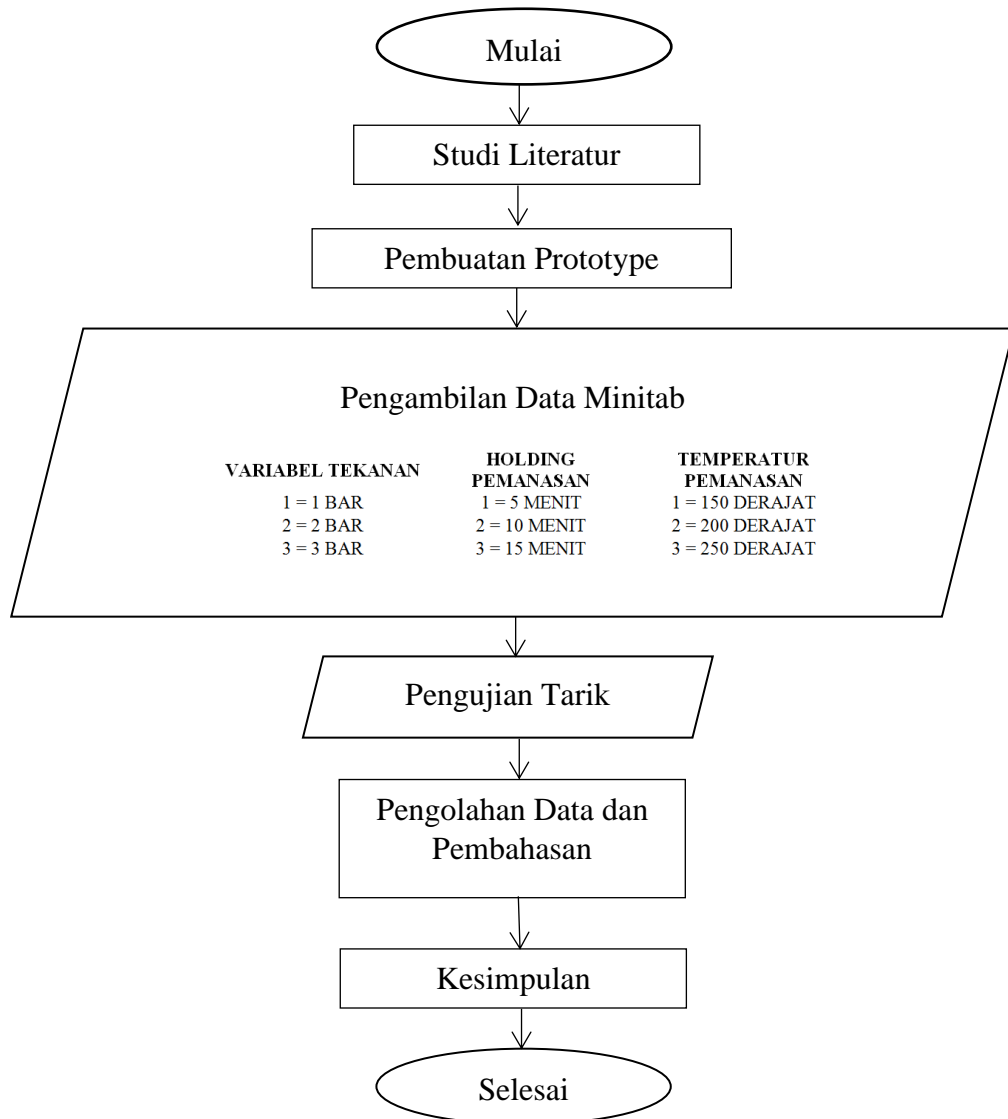 Mulai
Studi Literatur
Pembuatan Prototype
Pengambilan Data Minitab
VARIABEL TEKANAN
1 = 1 BAR
2 = 2 BAR
3 = 3 BAR
HOLDING
PEMANASAN
1 = 5 MENIT
2 = 10 MENIT
3 = 15 MENIT
TEMPERATUR
PEMANASAN
1 = 150 DERAJAT
2 = 200 DERAJAT
3 = 250 DERAJAT
Pengujian Tarik
Pengolahan Data dan
Pembahasan
Kesimpulan
Selesai